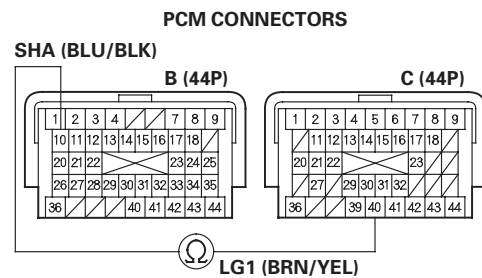 PCM CONNECTORS
SHA (BLU/BLK)
B (44P)
C (44P)
1 2 3 4 7 8 9
10 11 12 13 14 15 16 17 18
20 21 22 23 24 25
26 27 28 29 30 31 32 33 34 35
36 40 41 42 43 44
1 2 3 4 5 6 7 8 9
11 12 13 14 15 16 17 18
20 21 22 23
27 29 30 31 32
36 39 40 41 42 43 44
Ω
LG1 (BRN/YEL)